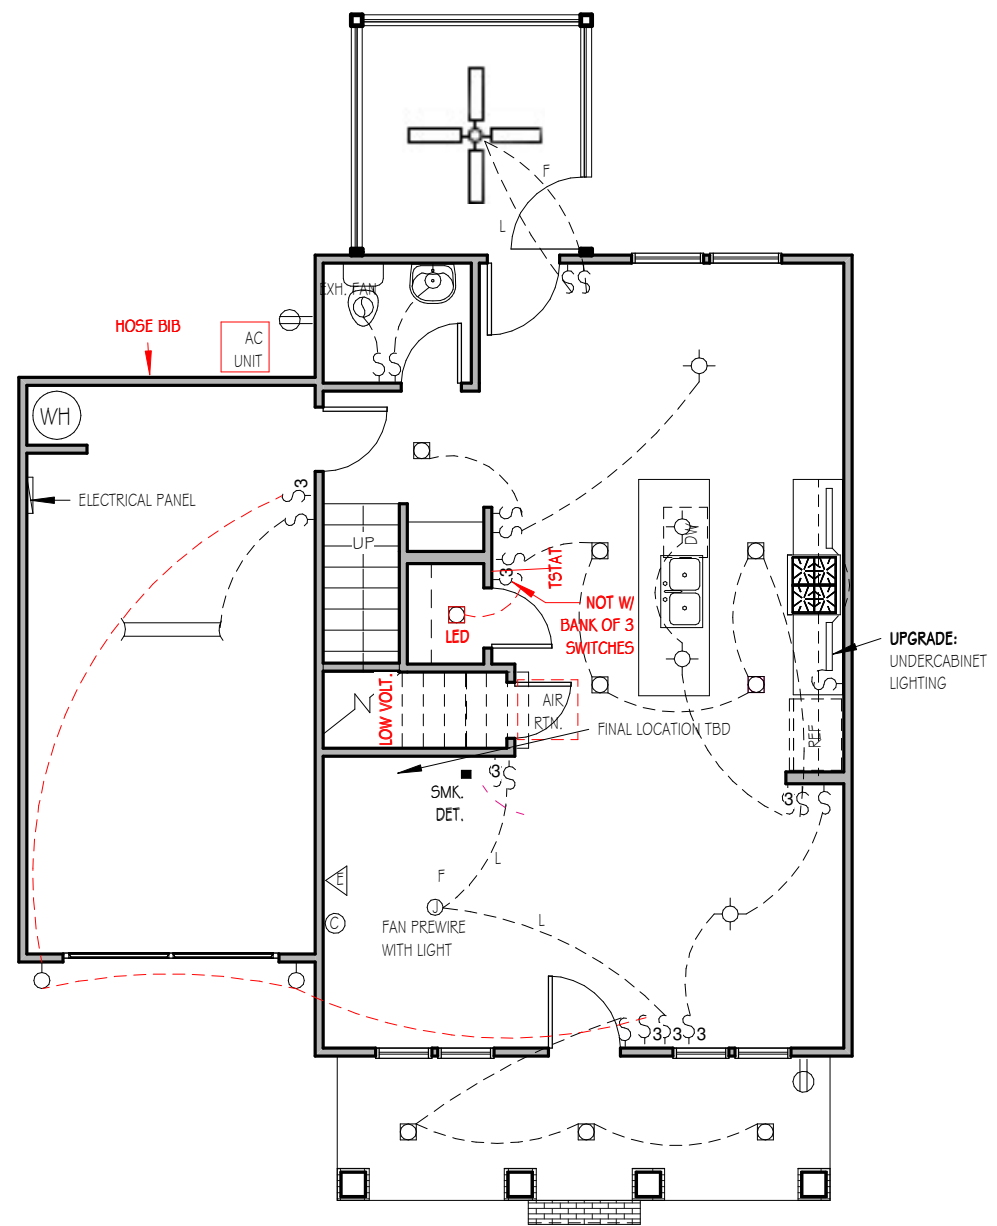 F
L
EXH. FAN
HOSE BIB
AC
UNIT
WH
3
ELECTRICAL PANEL
UP
DW
TSTAT
3
NOT W/
BANK OF 3
SWITCHES
LED
UPGRADE:
UNDERCABINET
LIGHTING
LOW VOLT.
AIR
RTN.
FINAL LOCATION TBD
REF
3
SMK.
DET.
3
L
F
E
J
C
L
FAN PREWIRE
WITH LIGHT
3
3
3